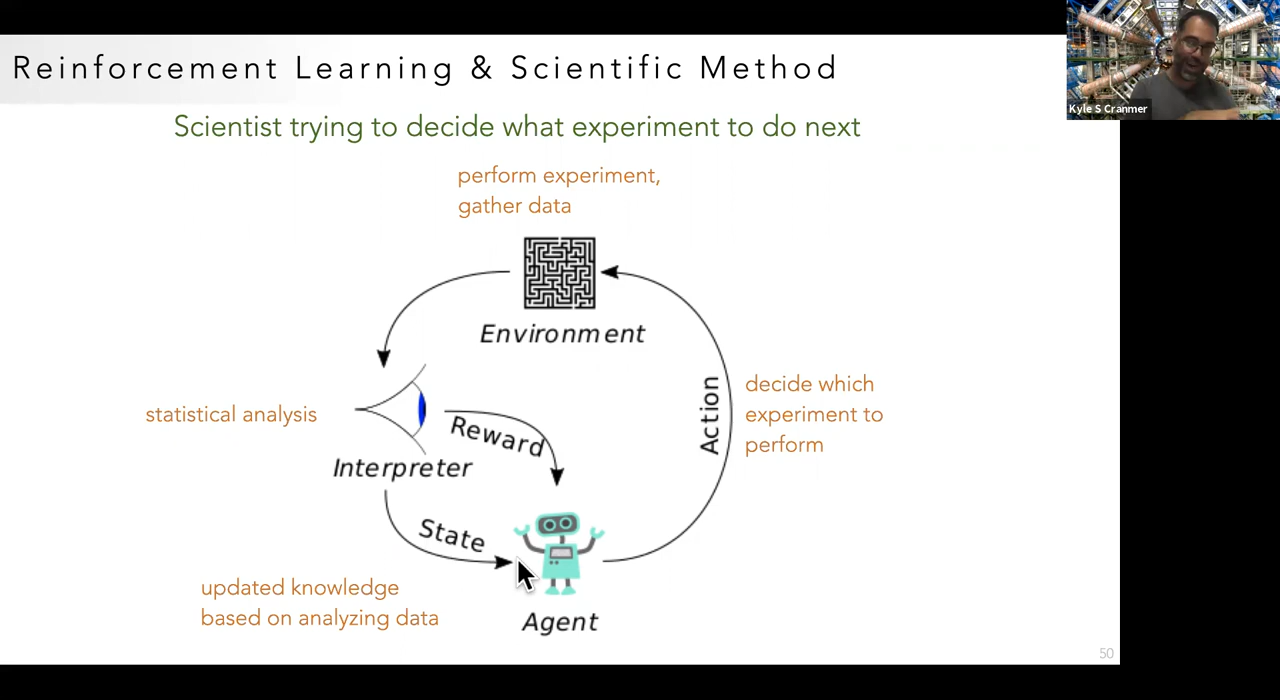 Reinforcement Learning & Scientific Method
Kyle S Cranmer
Scientist trying to decide what experiment to do next
perform experiment,
gather data
Environment
statistical analysis
Reward
Interpreter
Action
decide which
experiment to
perform
State
updated knowledge
based on analyzing data
Agent
50